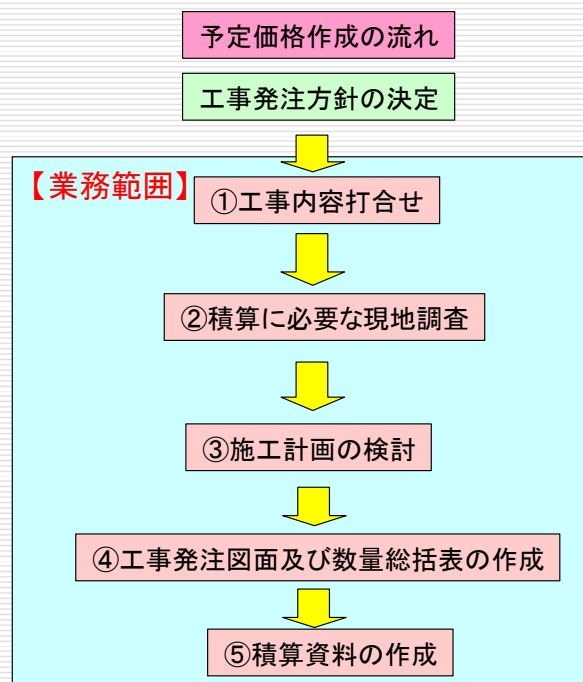 予定価格作成の流れ
工事発注方針の決定
【業務範囲】
①工事内容打合せ
②積算に必要な現地調査
③施工計画の検討
④工事発注図面及び数量総括表の作成
⑤積算資料の作成